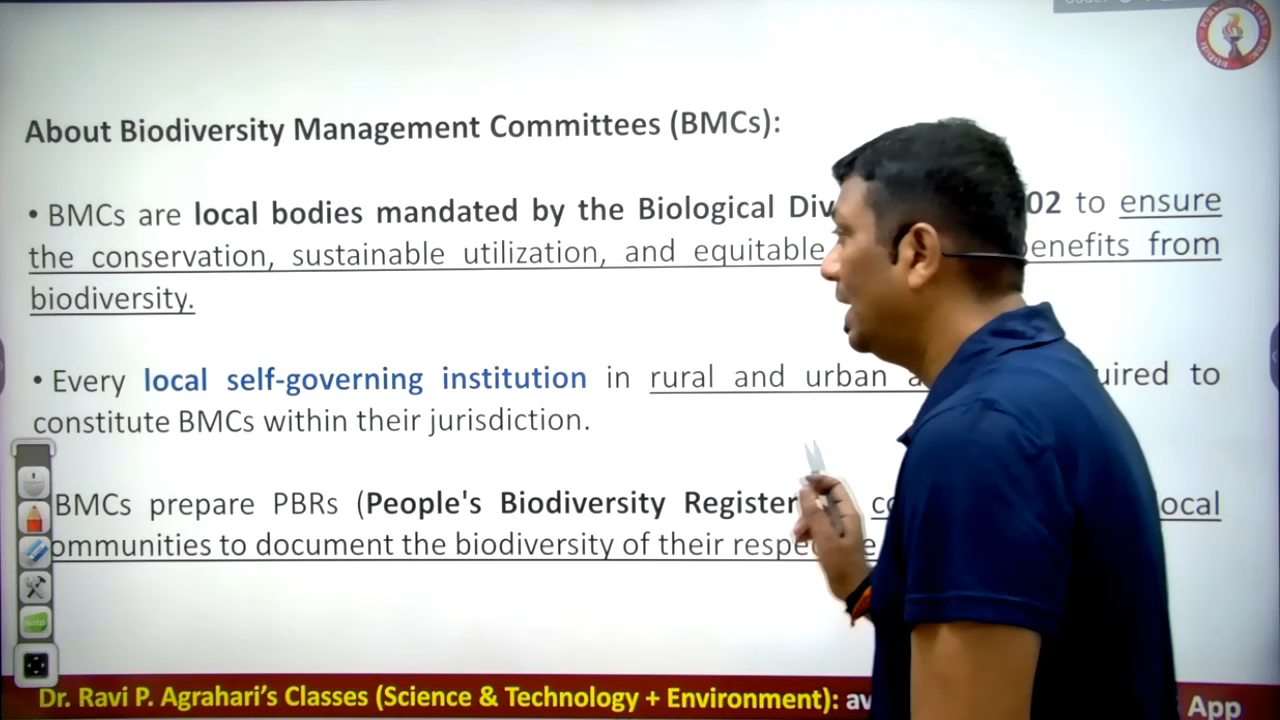 About Biodiversity Management Committees (BMCs):
• BMCs are local bodies mandated by the Biological Div 02 to ensure
the conservation, sustainable utilization, and equitable enefits from
biodiversity.
• Every local self-governing institution in rural and urban a uired to
constitute BMCs within their jurisdiction.
BMCs prepare PBRs (People's Biodiversity Register co ocal
ommunities to document the biodiversity of their respe e
Note
Dr. Ravi P. Agrahari's Classes (Science & Technology + Environment): av App